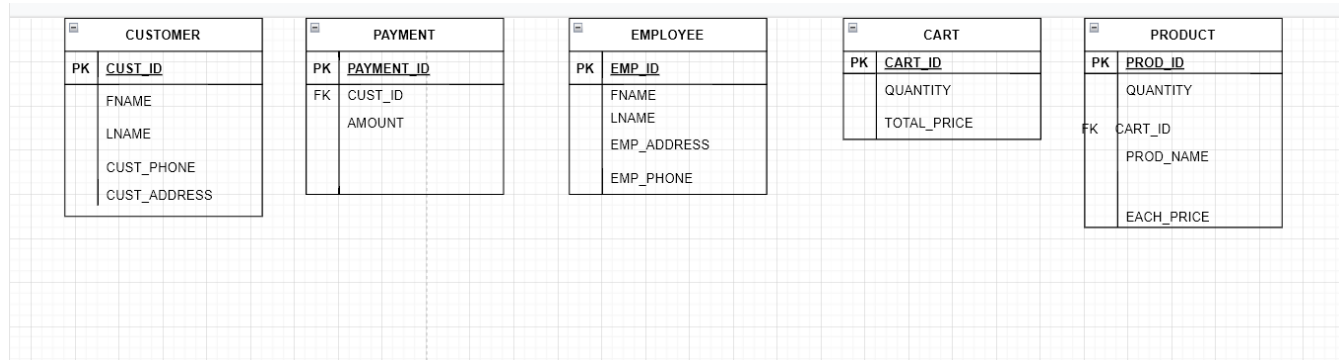 CUSTOMER
PK CUST_ID
FNAME
LNAME
CUST_PHONE
CUST_ADDRESS
PAYMENT
PK PAYMENT_ID
FK CUST_ID
AMOUNT
EMPLOYEE
PK EMP_ID
FNAME
LNAME
EMP_ADDRESS
EMP_PHONE
CART
PK CART_ID
QUANTITY
TOTAL_PRICE
PRODUCT
PK PROD_ID
QUANTITY
FK CART_ID
PROD_NAME
EACH_PRICE